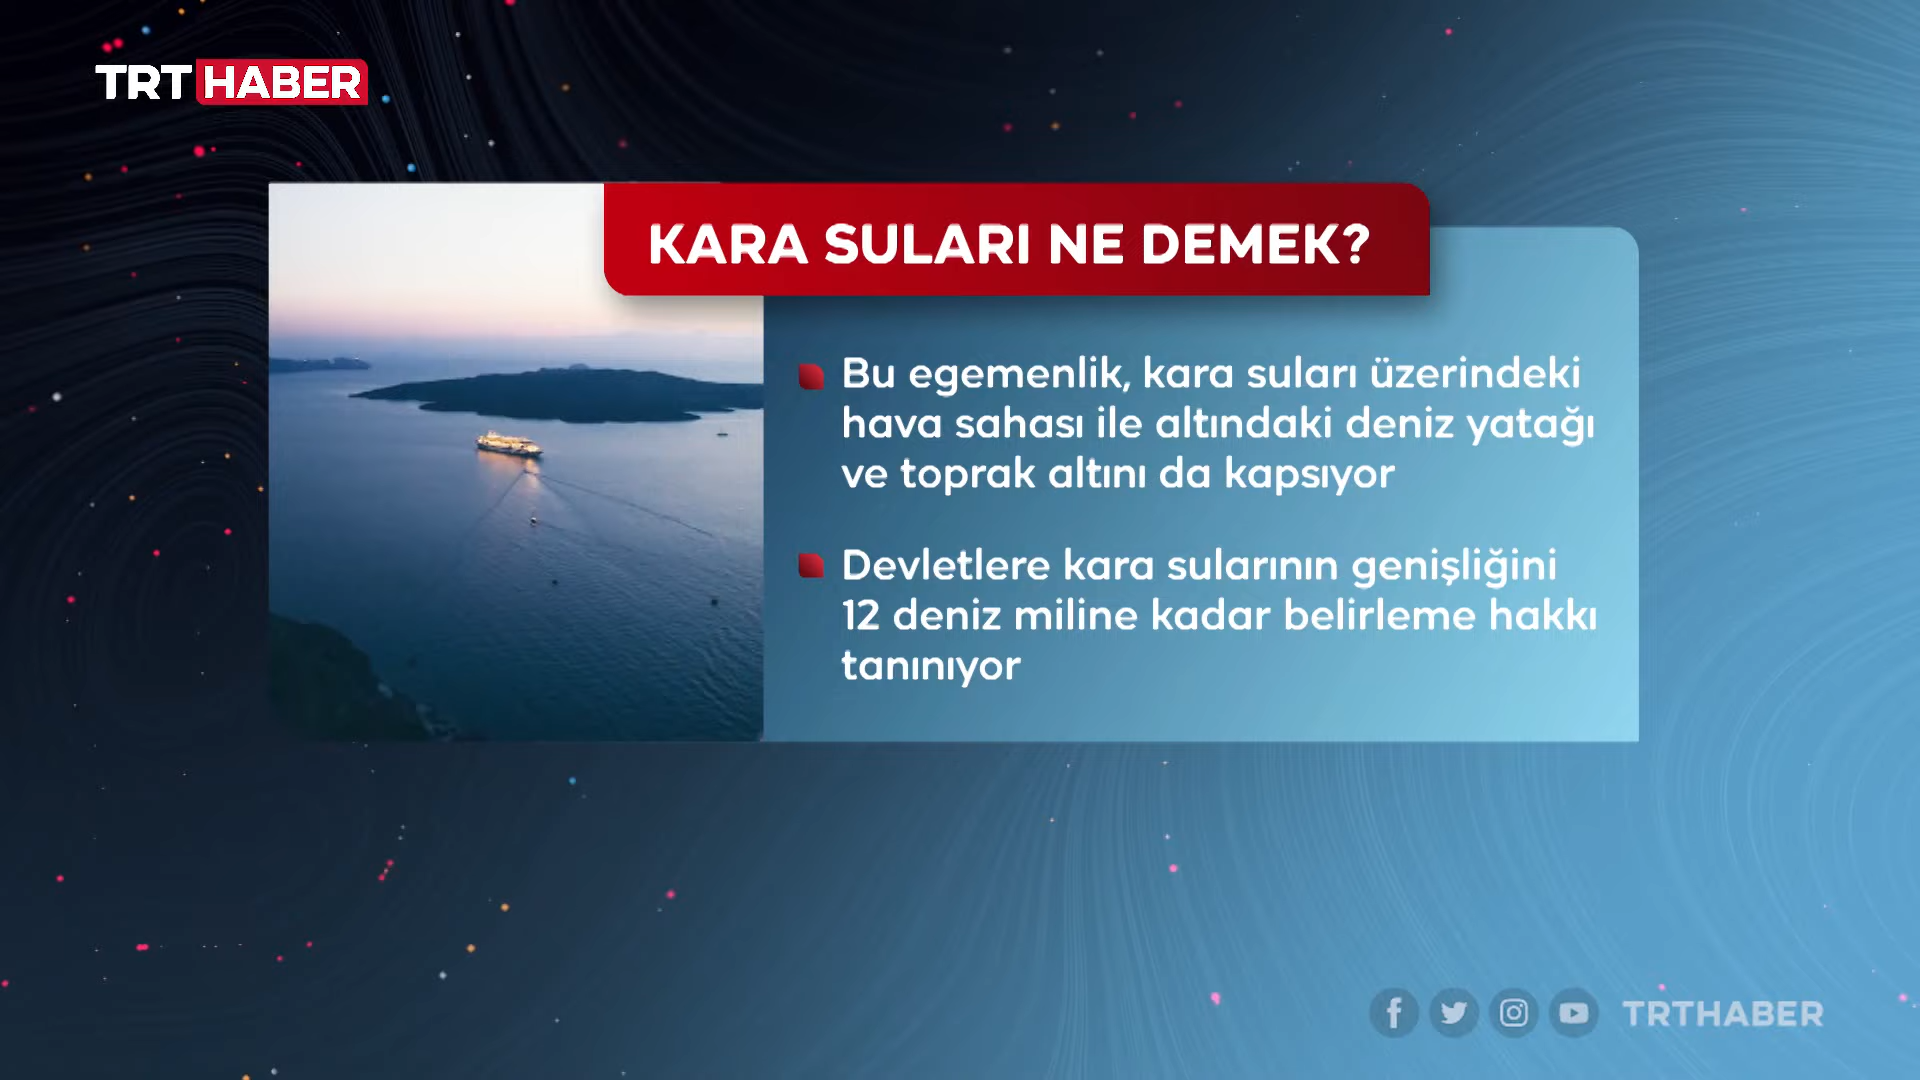 TRT HABER
KARA SULARI NE DEMEK?
Bu egemenlik, kara suları üzerindeki
hava sahası ile altındaki deniz yatağı
ve toprak altını da kapsıyor
Devletlere kara sularının genişliğini
12 deniz miline kadar belirleme hakkı
tanınıyor
TRTHABER